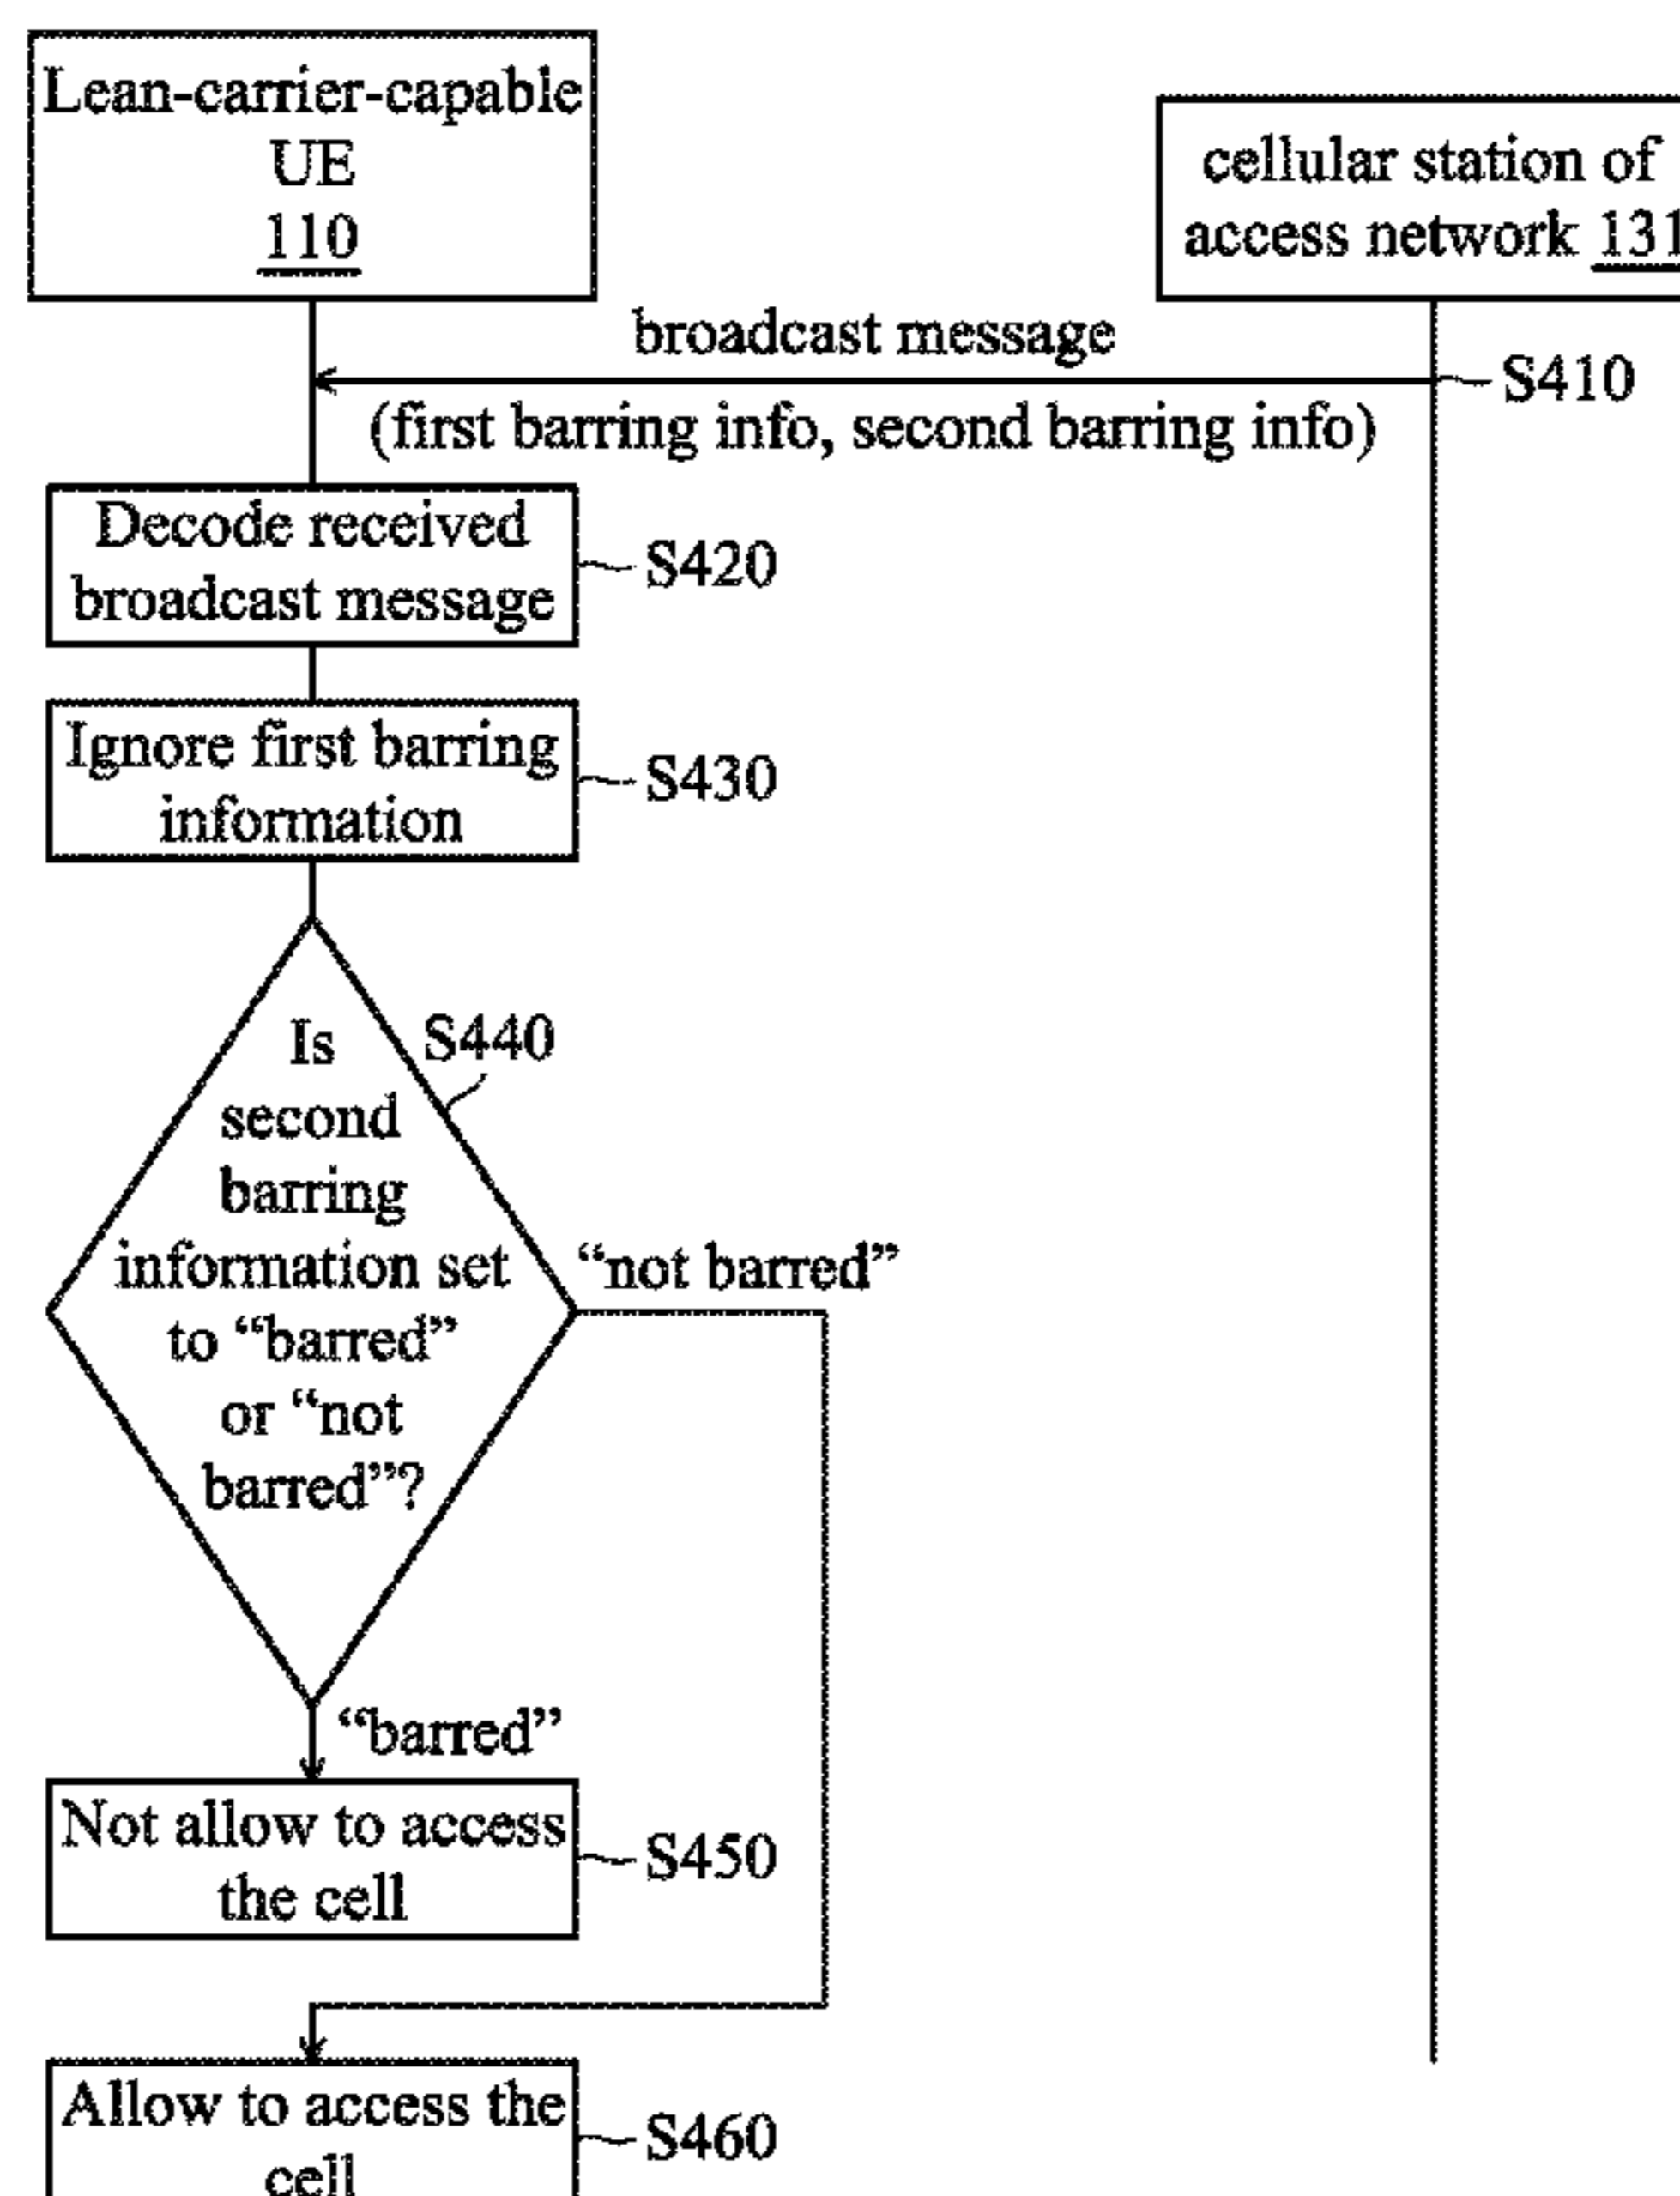 Lean-carrier-capable
UE
110
cellular station of
access network 131
broadcast message
S410
(first barring info, second barring info)
Decode received
broadcast message
S420
Ignore first barring
information
S430
Is
second
barring
information set
to “barred”
or “not
barred”?
S440
“not barred”
“barred”
Not allow to access
the cell
S450
Allow to access the
cell
S460